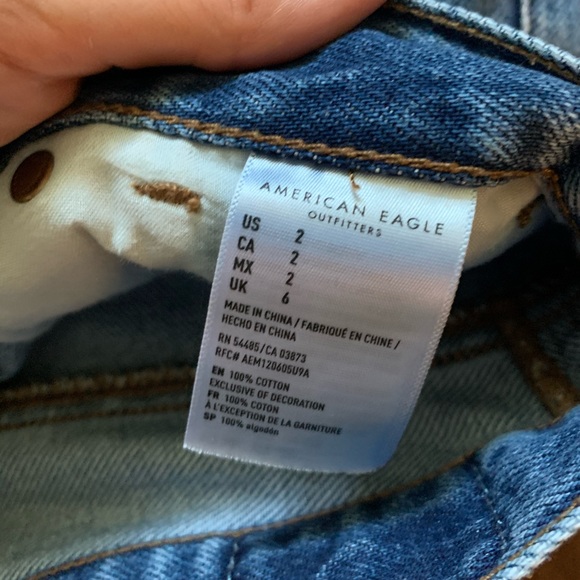 AMERICAN EAGLE
OUTFITTERS
US 2
CA 2
MX 2
UK 6
MADE IN CHINA / FABRIQUÉ EN CHINE /
HECHO EN CHINA
RN 54485/CA 03873
RFC# AEM120605U9A
EN 100% COTTON
EXCLUSIVE OF DECORATION
FR 100% COTON
À L'EXCEPTION DE LA GARNITURE
SP 100% algodón